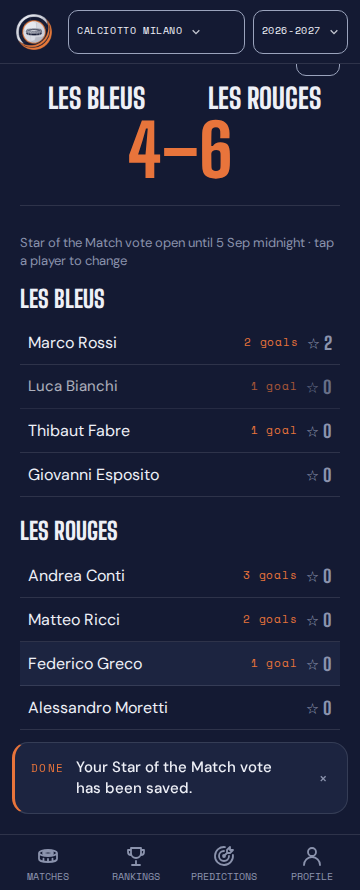 CALCIOTTO MILANO
2026-2027
LES BLEUS
LES ROUGES
4–6
Star of the Match vote open until 5 Sep midnight · tap
a player to change
LES BLEUS
Marco Rossi 2 goals ☆ 2
Luca Bianchi 1 goal ☆ 0
Thibaut Fabre 1 goal ☆ 0
Giovanni Esposito ☆ 0
LES ROUGES
Andrea Conti 3 goals ☆ 0
Matteo Ricci 2 goals ☆ 0
Federico Greco 1 goal ☆ 0
Alessandro Moretti ☆ 0
DONE Your Star of the Match vote
has been saved. ×
MATCHES RANKINGS PREDICTIONS PROFILE